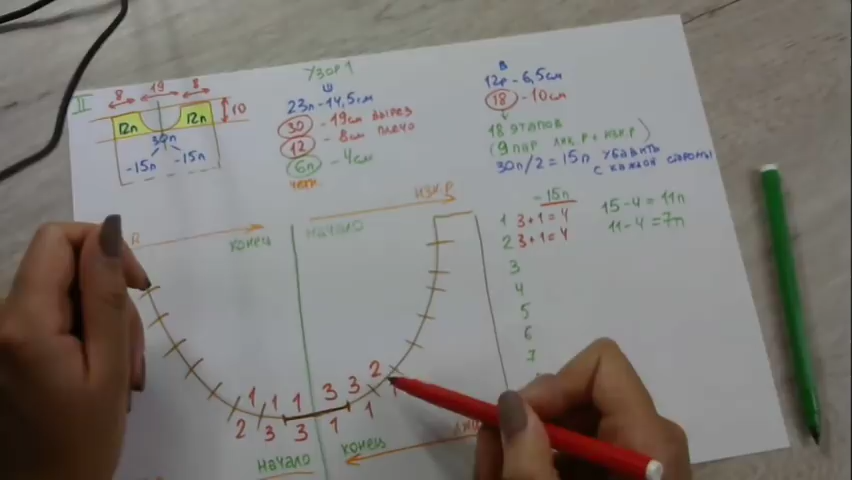 II
8 19 8
10
12п 12п
30п
-15п -15п
УЗОР 1
Ш
23п - 14,5см
30 - 19см вырез
12 - 8см плечо
6п - 4см
четн.
В
12р - 6,5см
18 - 10см
18 этапов
(9 пар лиц.р + изн.р)
30п/2 = 15п убавить
с каждой стороны
-15п
1 3+1=4 15-4=11п
2 3+1=4 11-4=7п
3
4
5
6
7
изн.р
конец начало
1 1 3 3 2
2 3 3 1 1
начало конец